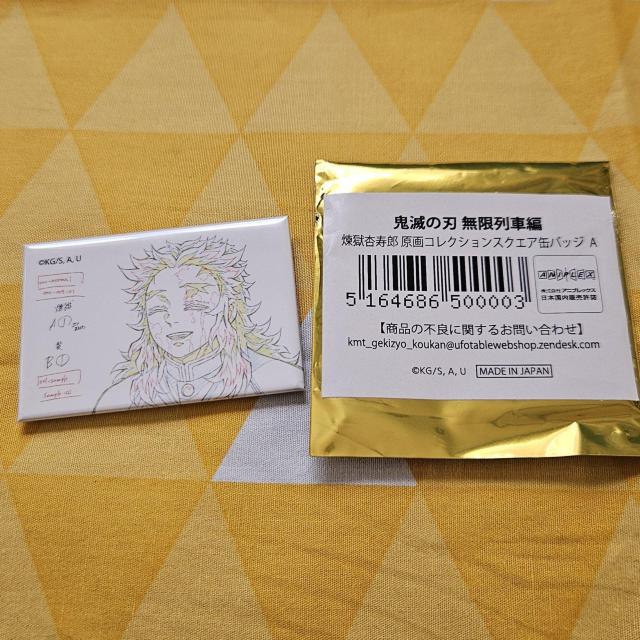 ©KG/S, A, U
煉獄
A①
B①
鬼滅の刃 無限列車編
煉獄杏寿郎 原画コレクションスクエア缶バッジ A
5 164686 500003
ANIPLEX
株式会社アニプレックス
日本国内販売許諾
【商品の不良に関するお問い合わせ】
kmt_gekizyo_koukan@ufotablewebshop.zendesk.com
©KG/S, A, U MADE IN JAPAN